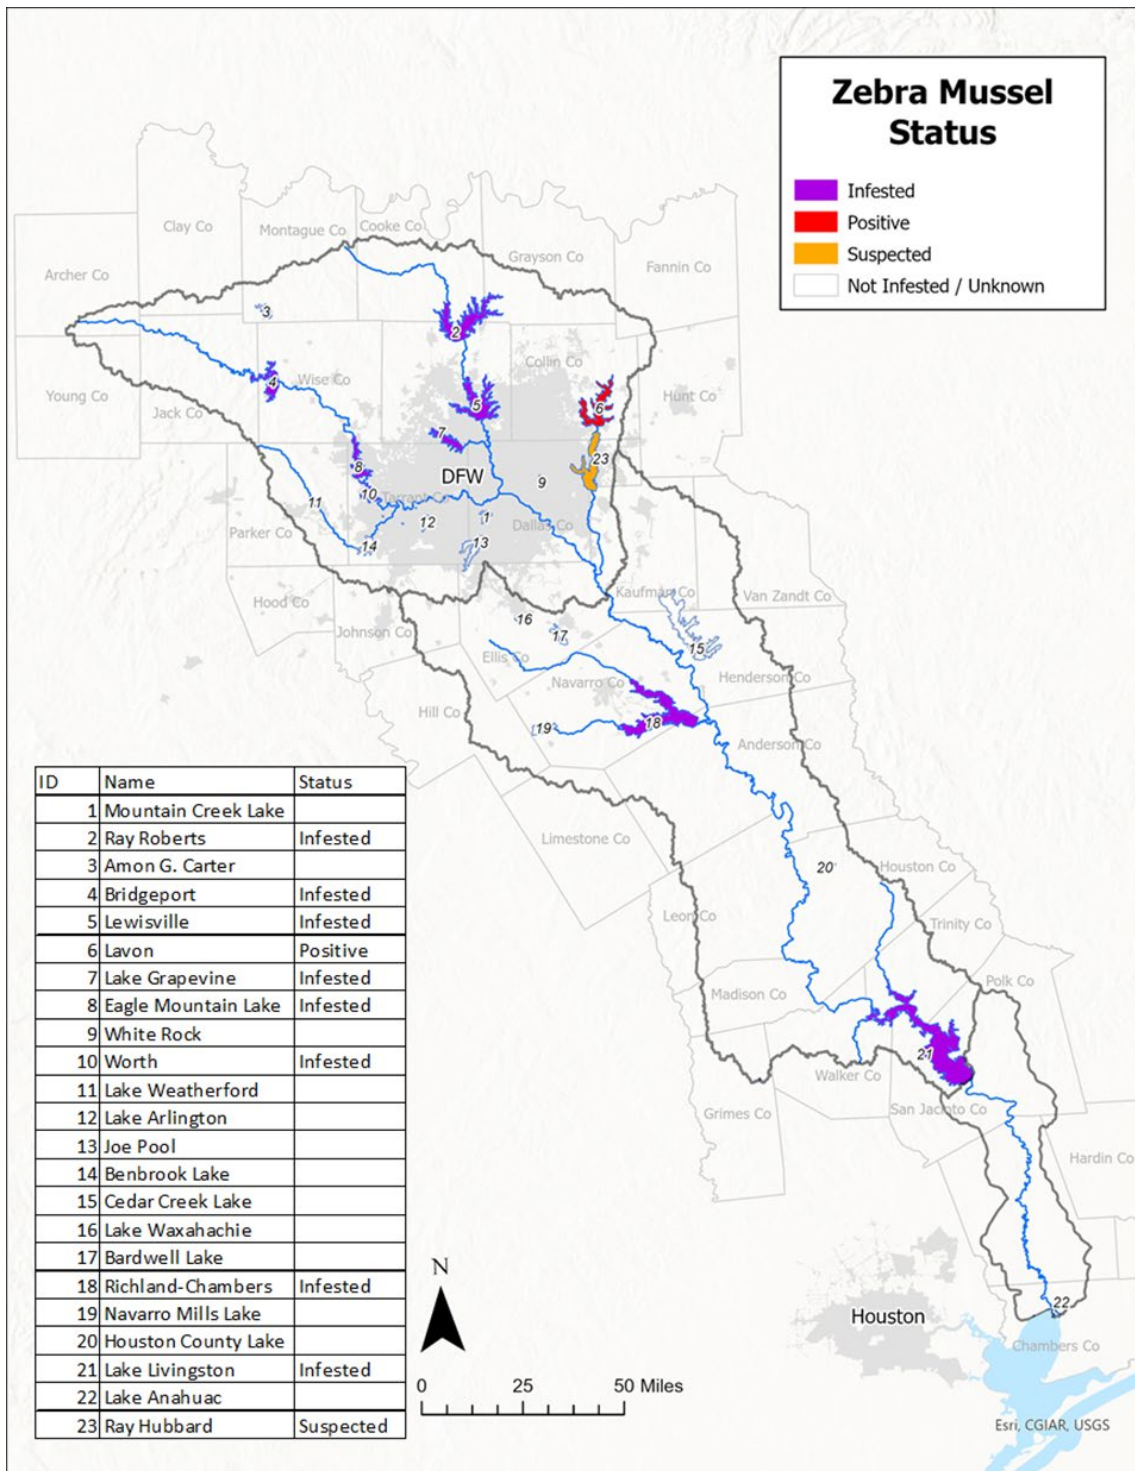 Zebra Mussel
Status
Infested
Positive
Suspected
Not Infested / Unknown
Clay Co
Montague Co
Cooke Co
Grayson Co
Fannin Co
Archer Co
3
2
Collin Co
Young Co
Jack Co
4
Wise Co
5
6
Hunt Co
7
8
DFW
9
23
10
Tarrant Co
11
12
1
Dallas Co
Parker Co
13
14
Hood Co
Johnson Co
Kaufman Co
Van Zandt Co
16
17
15
Ellis Co
Henderson Co
Navarro Co
Hill Co
19
18
Anderson Co
Limestone Co
20
Houston Co
Leon Co
Trinity Co
Madison Co
Polk Co
21
Walker Co
San Jacinto Co
Grimes Co
Hardin Co
22
Houston
Chambers Co
ID Name Status
1 Mountain Creek Lake
2 Ray Roberts Infested
3 Amon G. Carter
4 Bridgeport Infested
5 Lewisville Infested
6 Lavon Positive
7 Lake Grapevine Infested
8 Eagle Mountain Lake Infested
9 White Rock
10 Worth Infested
11 Lake Weatherford
12 Lake Arlington
13 Joe Pool
14 Benbrook Lake
15 Cedar Creek Lake
16 Lake Waxahachie
17 Bardwell Lake
18 Richland-Chambers Infested
19 Navarro Mills Lake
20 Houston County Lake
21 Lake Livingston Infested
22 Lake Anahuac
23 Ray Hubbard Suspected
N
0 25 50 Miles
Esri, CGIAR, USGS